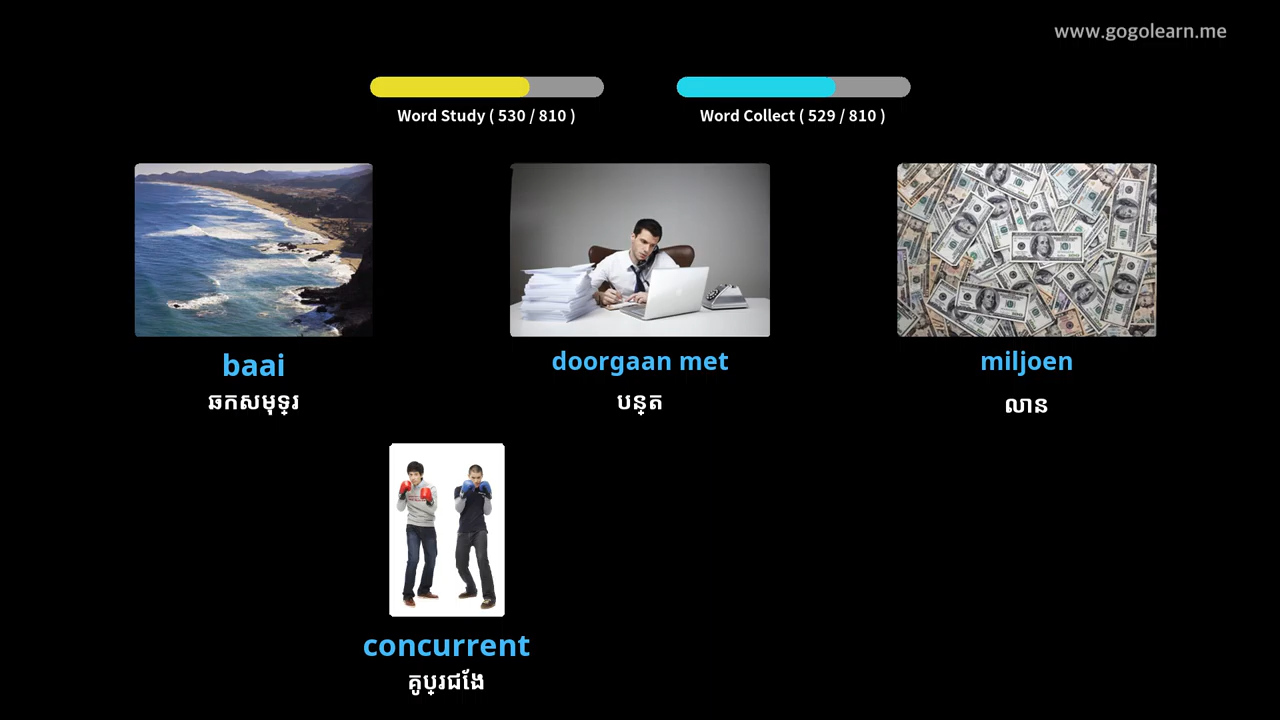 www.gogolearn.me
Word Study ( 530 / 810 )
Word Collect ( 529 / 810 )
baai
ឆកសមុទ្រ
doorgaan met
បន្ត
miljoen
លាន
concurrent
គូប្រជែង